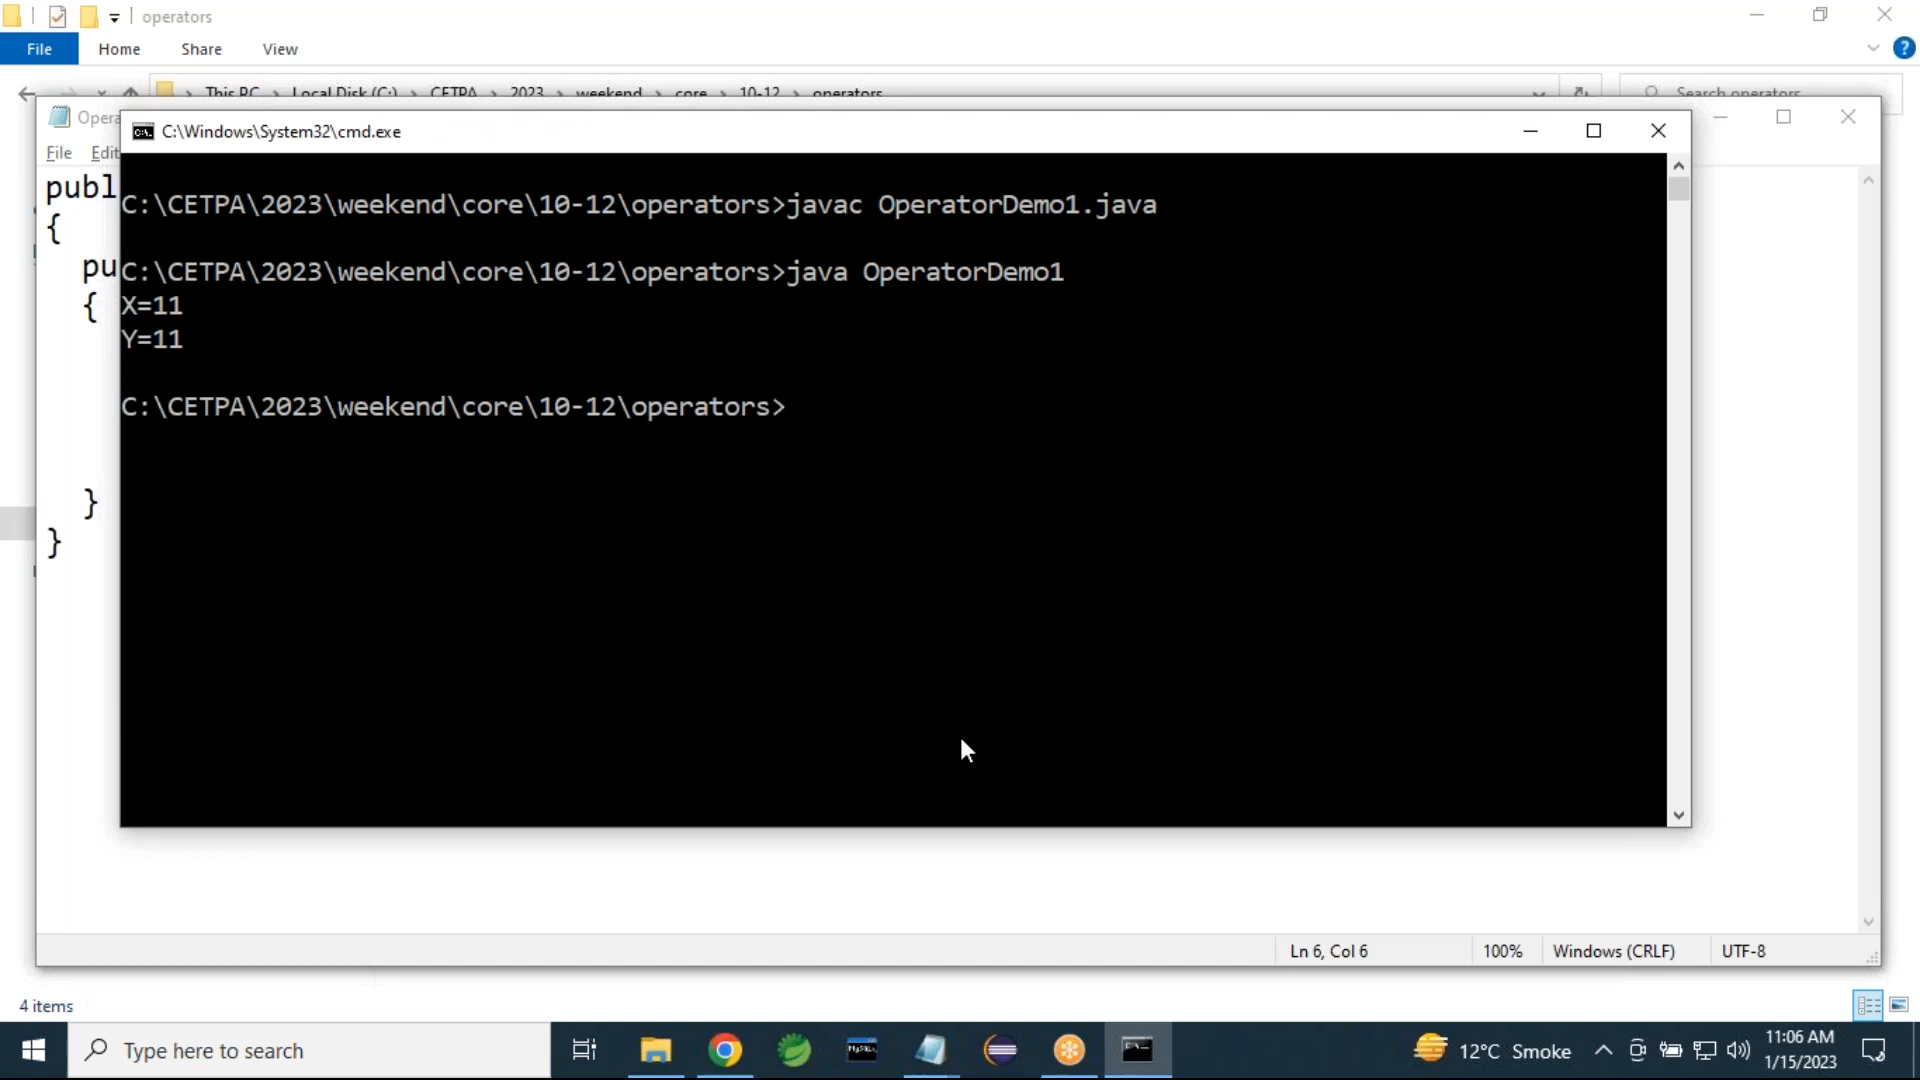 operators
File Home Share View
This PC > Local Disk (C:) > CETPA > 2023 > weekend > core > 10-12 > operators
Search operators
Opera
C:\Windows\System32\cmd.exe
File Edit
publ
{
pu
{
}
}
C:\CETPA\2023\weekend\core\10-12\operators>javac OperatorDemo1.java
C:\CETPA\2023\weekend\core\10-12\operators>java OperatorDemo1
X=11
Y=11
C:\CETPA\2023\weekend\core\10-12\operators>
Ln 6, Col 6 100% Windows (CRLF) UTF-8
4 items
Type here to search
MySQL
12°C Smoke
11:06 AM
1/15/2023